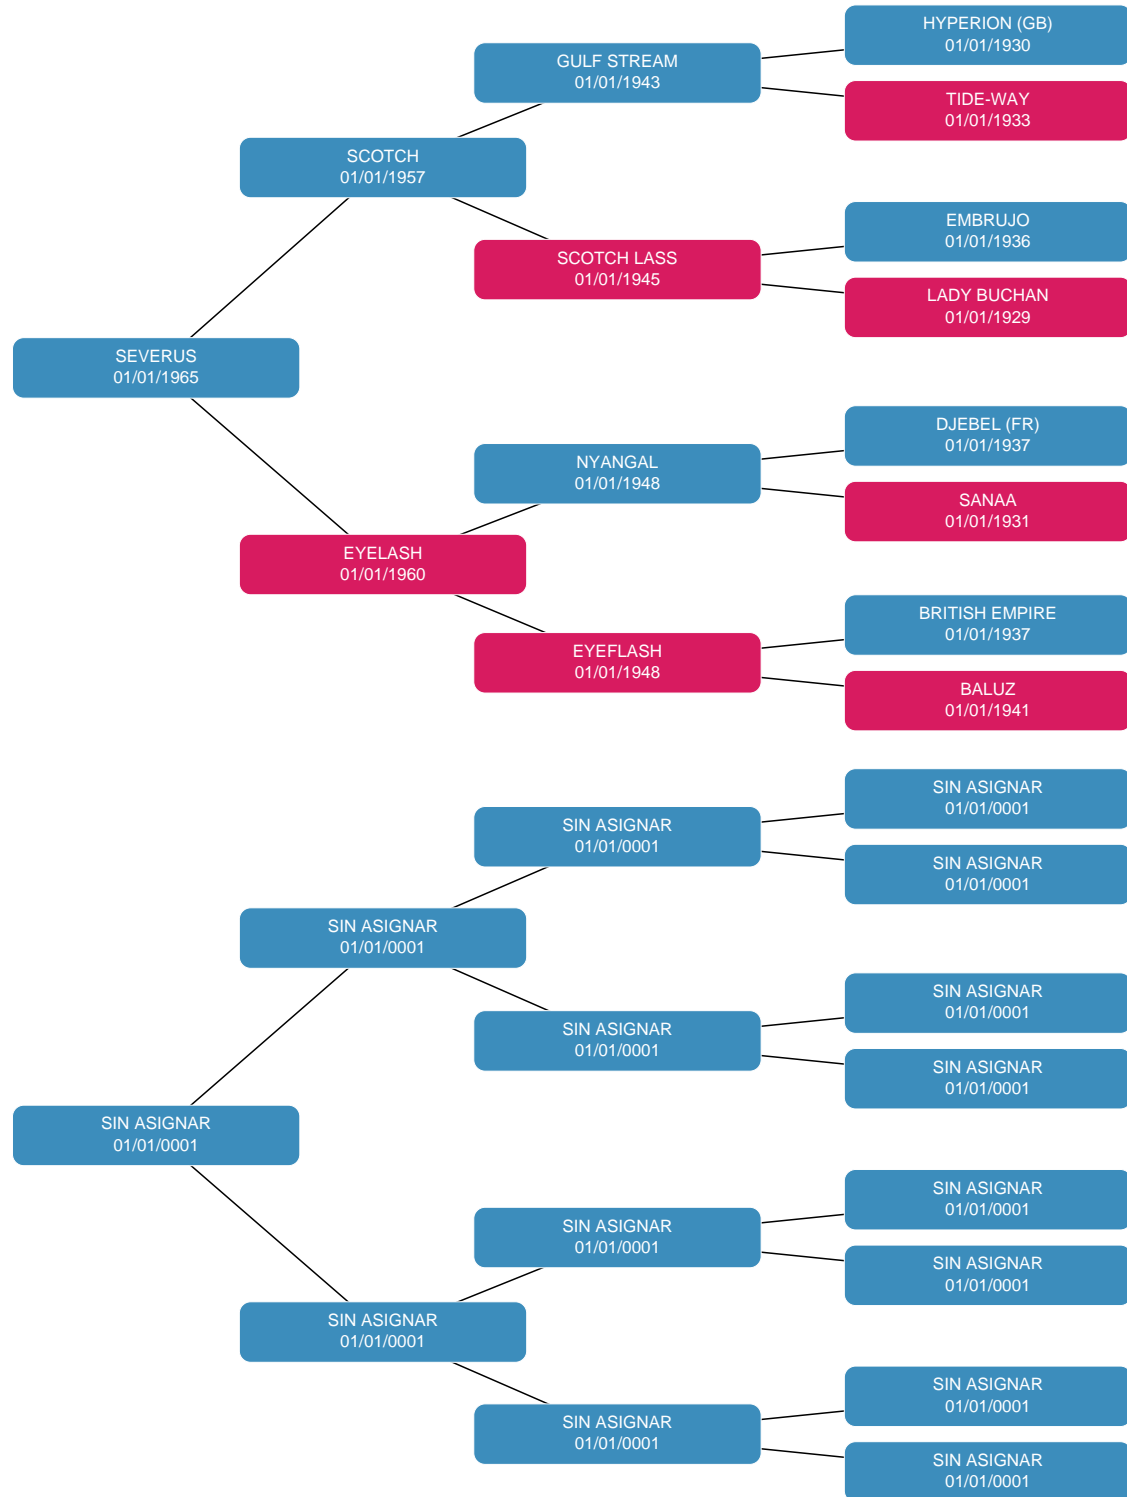 HYPERION (GB)
01/01/1930
GULF STREAM
01/01/1943
TIDE-WAY
01/01/1933
SCOTCH
01/01/1957
EMBRUJO
01/01/1936
SCOTCH LASS
01/01/1945
LADY BUCHAN
01/01/1929
SEVERUS
01/01/1965
DJEBEL (FR)
01/01/1937
NYANGAL
01/01/1948
SANAA
01/01/1931
EYELASH
01/01/1960
BRITISH EMPIRE
01/01/1937
EYEFLASH
01/01/1948
BALUZ
01/01/1941
SIN ASIGNAR
01/01/0001
SIN ASIGNAR
01/01/0001
SIN ASIGNAR
01/01/0001
SIN ASIGNAR
01/01/0001
SIN ASIGNAR
01/01/0001
SIN ASIGNAR
01/01/0001
SIN ASIGNAR
01/01/0001
SIN ASIGNAR
01/01/0001
SIN ASIGNAR
01/01/0001
SIN ASIGNAR
01/01/0001
SIN ASIGNAR
01/01/0001
SIN ASIGNAR
01/01/0001
SIN ASIGNAR
01/01/0001
SIN ASIGNAR
01/01/0001
SIN ASIGNAR
01/01/0001